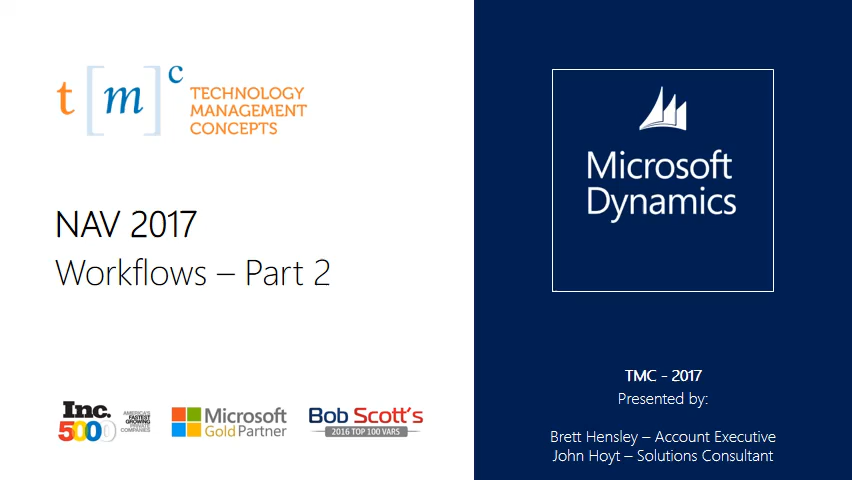 t [m] c
TECHNOLOGY
MANAGEMENT
CONCEPTS
NAV 2017
Workflows – Part 2
Inc.
5000
AMERICA'S
FASTEST
GROWING
PRIVATE
COMPANIES
Microsoft
Gold Partner
Bob Scott's
2016 TOP 100 VARS
Microsoft
Dynamics
TMC - 2017
Presented by:
Brett Hensley – Account Executive
John Hoyt – Solutions Consultant